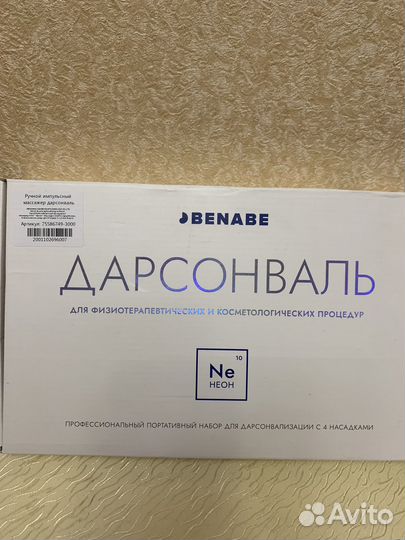 Ручной импульсный
массажер дарсонваль
Артикул: 75586749-3000
2001102696007
BENABE
ДАРСОНВАЛЬ
ДЛЯ ФИЗИОТЕРАПЕВТИЧЕСКИХ И КОСМЕТОЛОГИЧЕСКИХ ПРОЦЕДУР
10
Ne
НЕОН
ПРОФЕССИОНАЛЬНЫЙ ПОРТАТИВНЫЙ НАБОР ДЛЯ ДАРСОНВАЛИЗАЦИИ С 4 НАСАДКАМИ
Avito